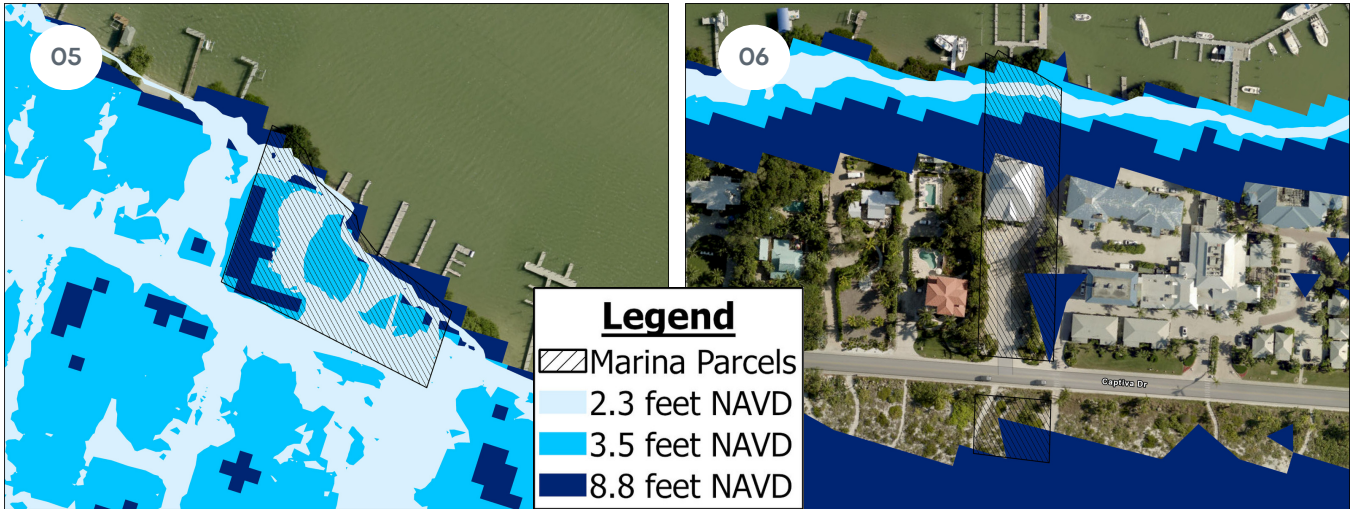 05
06
Captiva Dr
Legend
Marina Parcels
2.3 feet NAVD
3.5 feet NAVD
8.8 feet NAVD